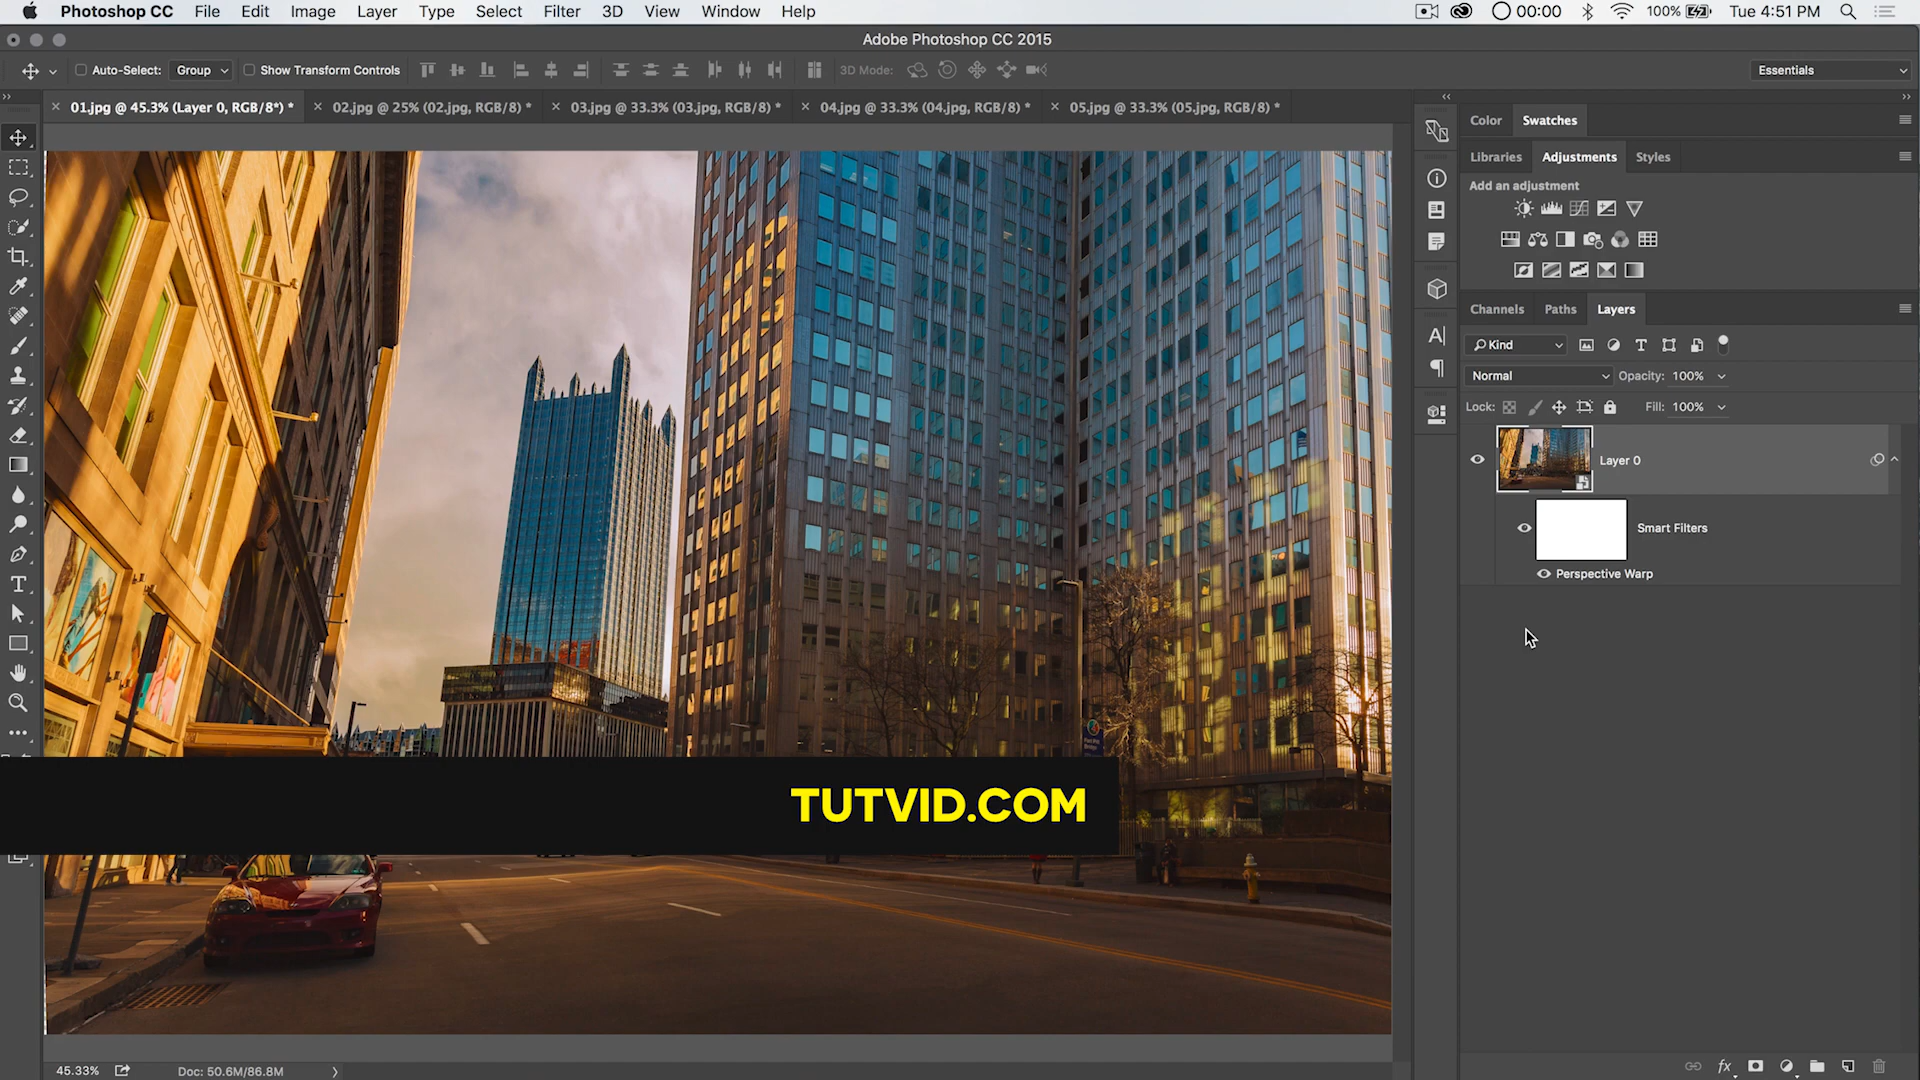 Photoshop CC File Edit Image Layer Type Select Filter 3D View Window Help 00:00 100% Tue 4:51 PM
Adobe Photoshop CC 2015
Auto-Select: Group Show Transform Controls 3D Mode: Essentials
01.jpg @ 45.3% (Layer 0, RGB/8*) * 02.jpg @ 25% (02.jpg, RGB/8) * 03.jpg @ 33.3% (03.jpg, RGB/8) * 04.jpg @ 33.3% (04.jpg, RGB/8) * 05.jpg @ 33.3% (05.jpg, RGB/8) *
Color Swatches
Libraries Adjustments Styles
Add an adjustment
Channels Paths Layers
Kind
Normal Opacity: 100%
Lock: Fill: 100%
Layer 0
Smart Filters
Perspective Warp
TUTVID.COM
45.33% Doc: 50.6M/86.8M